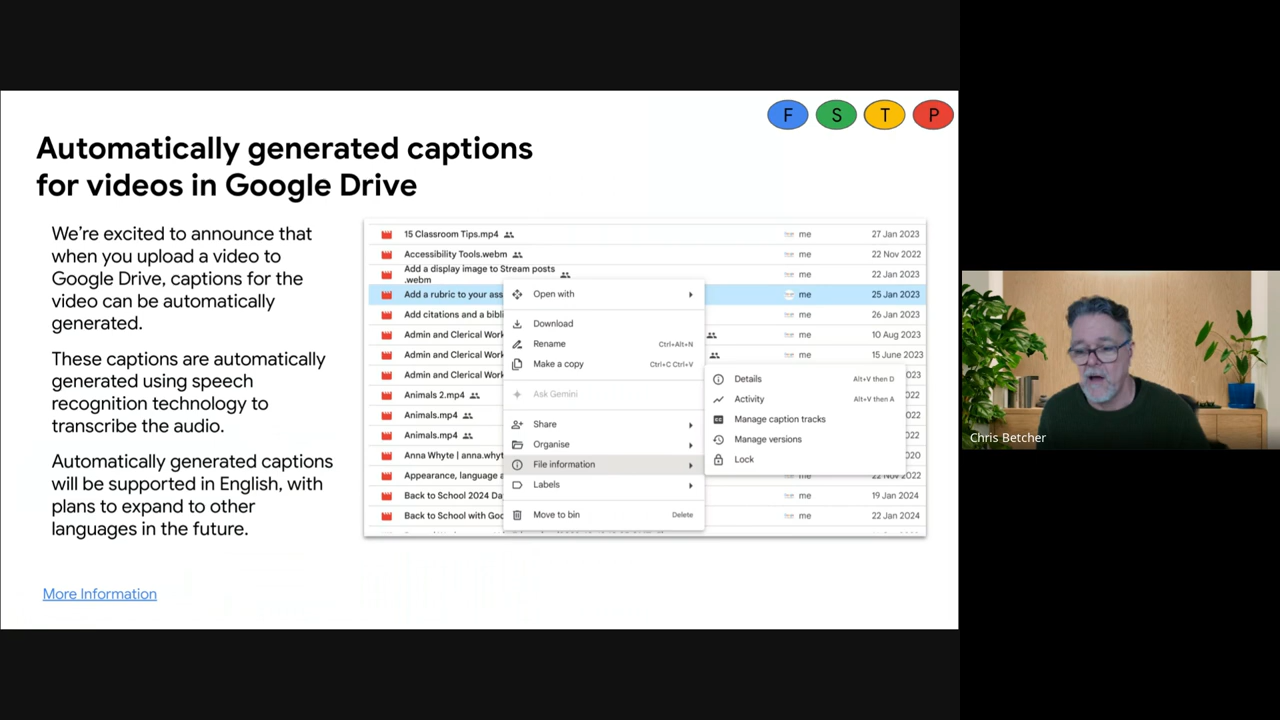 F S T P
Automatically generated captions
for videos in Google Drive
We’re excited to announce that
when you upload a video to
Google Drive, captions for the
video can be automatically
generated.
These captions are automatically
generated using speech
recognition technology to
transcribe the audio.
Automatically generated captions
will be supported in English, with
plans to expand to other
languages in the future.
More Information
15 Classroom Tips.mp4 me 27 Jan 2023
Accessibility Tools.webm me 22 Nov 2022
Add a display image to Stream posts
.webm me 22 Jan 2023
Add a rubric to your ass me 25 Jan 2023
Add citations and a bibli me 26 Jan 2023
Admin and Clerical Work 10 Aug 2023
Admin and Clerical Work 15 June 2023
Admin and Clerical Work 023
Animals 2.mp4 022
Animals.mp4 022
Animals.mp4 022
Anna Whyte | anna.whyt 020
Appearance, language a 22 Nov 2022
Back to School 2024 Da me 19 Jan 2024
Back to School with Goo me 22 Jan 2024
Open with
Download
Rename Ctrl+Alt+N
Make a copy Ctrl+C Ctrl+V
Ask Gemini
Share
Organise
File information
Labels
Move to bin Delete
Details Alt+V then D
Activity Alt+V then A
Manage caption tracks
Manage versions
Lock
Chris Betcher